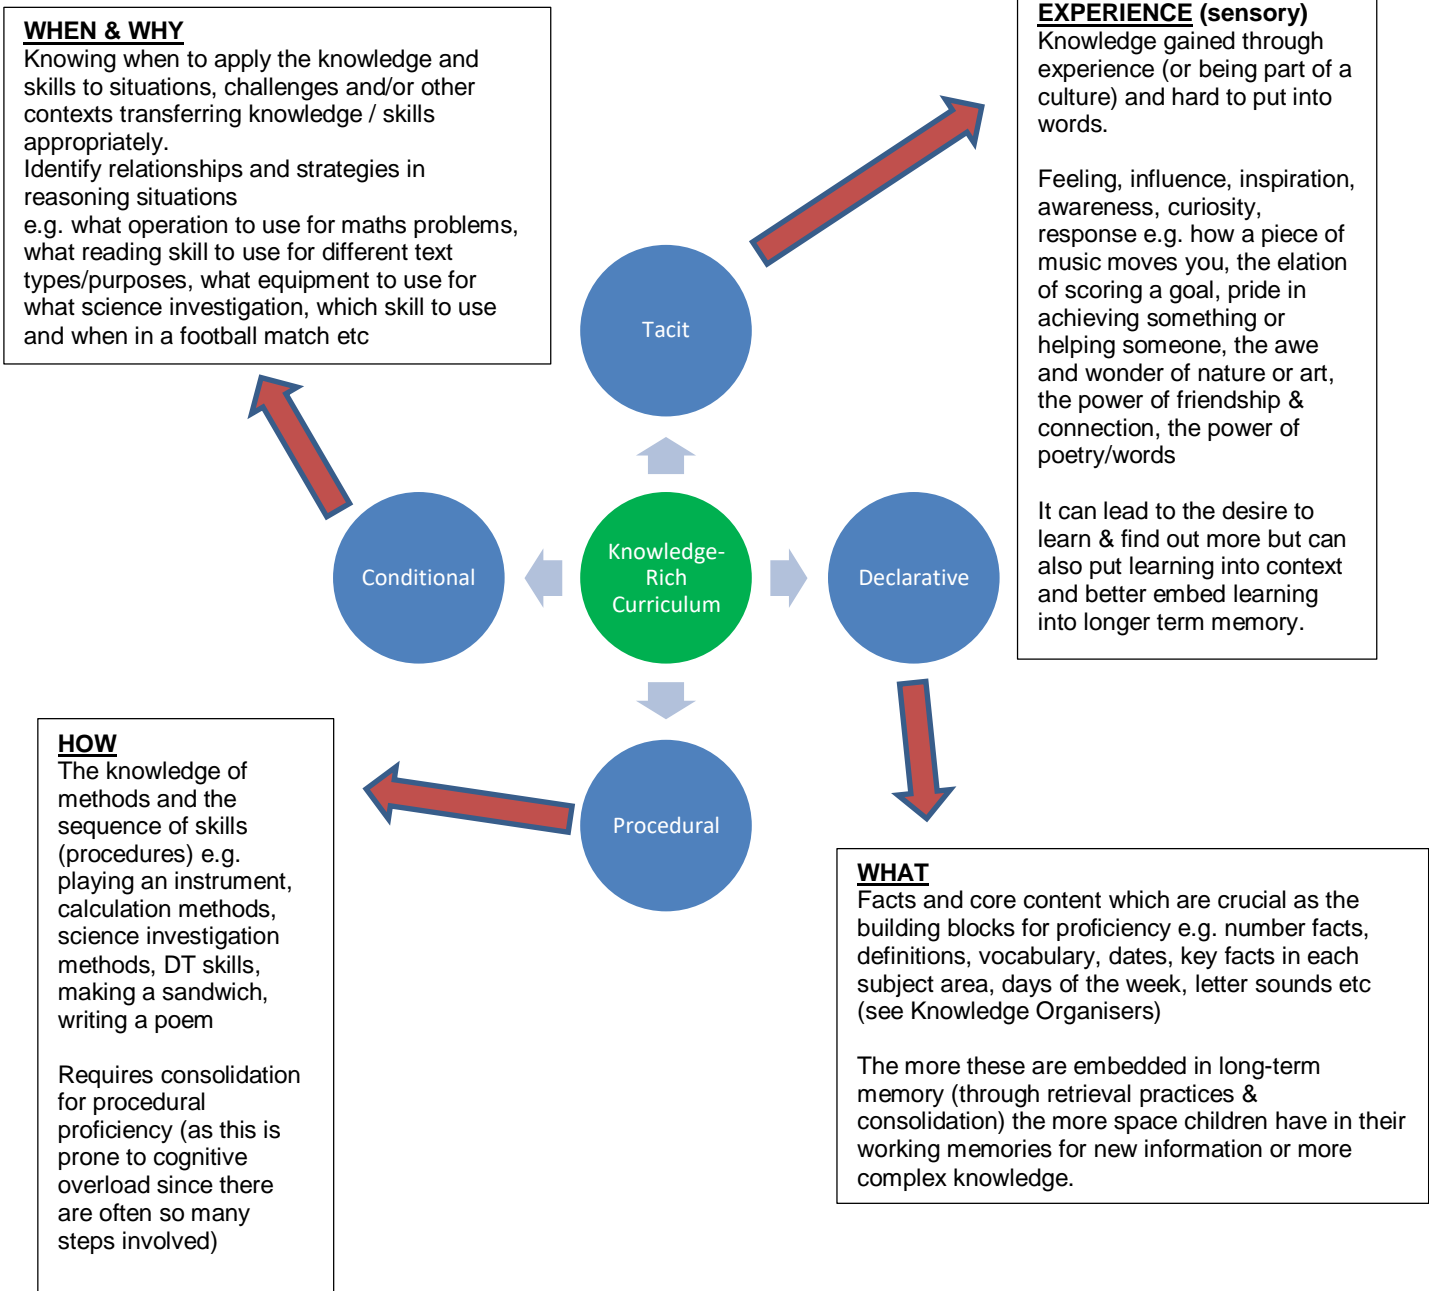 WHEN & WHY
Knowing when to apply the knowledge and
skills to situations, challenges and/or other
contexts transferring knowledge / skills
appropriately.
Identify relationships and strategies in
reasoning situations
e.g. what operation to use for maths problems,
what reading skill to use for different text
types/purposes, what equipment to use for
what science investigation, which skill to use
and when in a football match etc
EXPERIENCE (sensory)
Knowledge gained through
experience (or being part of a
culture) and hard to put into
words.
Feeling, influence, inspiration,
awareness, curiosity,
response e.g. how a piece of
music moves you, the elation
of scoring a goal, pride in
achieving something or
helping someone, the awe
and wonder of nature or art,
the power of friendship &
connection, the power of
poetry/words
It can lead to the desire to
learn & find out more but can
also put learning into context
and better embed learning
into longer term memory.
Tacit
Conditional
Knowledge-
Rich
Curriculum
Declarative
Procedural
HOW
The knowledge of
methods and the
sequence of skills
(procedures) e.g.
playing an instrument,
calculation methods,
science investigation
methods, DT skills,
making a sandwich,
writing a poem
Requires consolidation
for procedural
proficiency (as this is
prone to cognitive
overload since there
are often so many
steps involved)
WHAT
Facts and core content which are crucial as the
building blocks for proficiency e.g. number facts,
definitions, vocabulary, dates, key facts in each
subject area, days of the week, letter sounds etc
(see Knowledge Organisers)
The more these are embedded in long-term
memory (through retrieval practices &
consolidation) the more space children have in their
working memories for new information or more
complex knowledge.